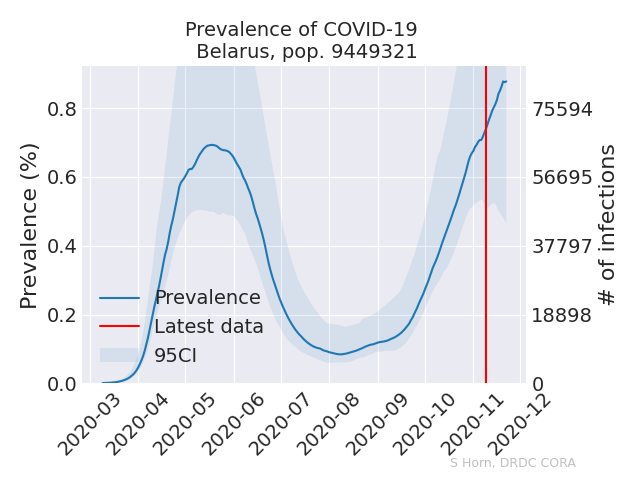 Prevalence of COVID-19
Belarus, pop. 9449321
Prevalence (%)
0.8
0.6
0.4
0.2
0.0
75594
56695
37797
18898
0
# of infections
Prevalence
Latest data
95CI
2020-03
2020-04
2020-05
2020-06
2020-07
2020-08
2020-09
2020-10
2020-11
2020-12
S Horn, DRDC CORA